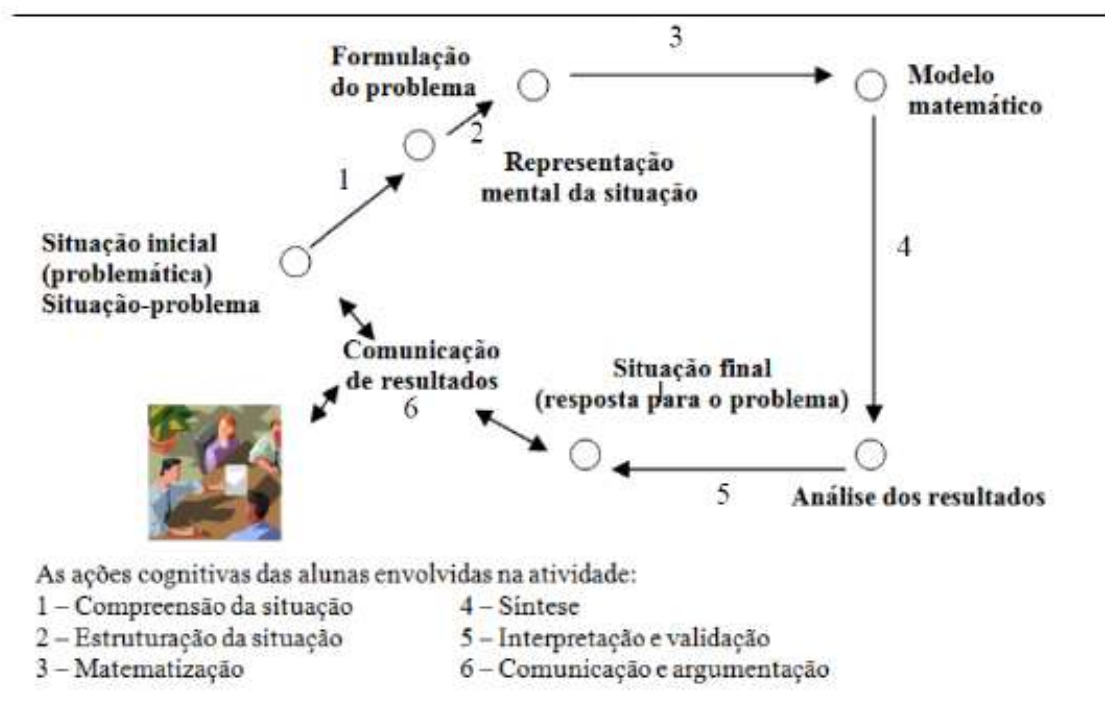 3
Formulação
do problema
Modelo
matemático
2
Representação
mental da situação
1
Situação inicial
(problemática)
Situação-problema
4
Comunicação
de resultados
6
Situação final
(resposta para o problema)
5
Análise dos resultados
As ações cognitivas das alunas envolvidas na atividade:
1 – Compreensão da situação
2 – Estruturação da situação
3 – Matematização
4 – Síntese
5 – Interpretação e validação
6 – Comunicação e argumentação